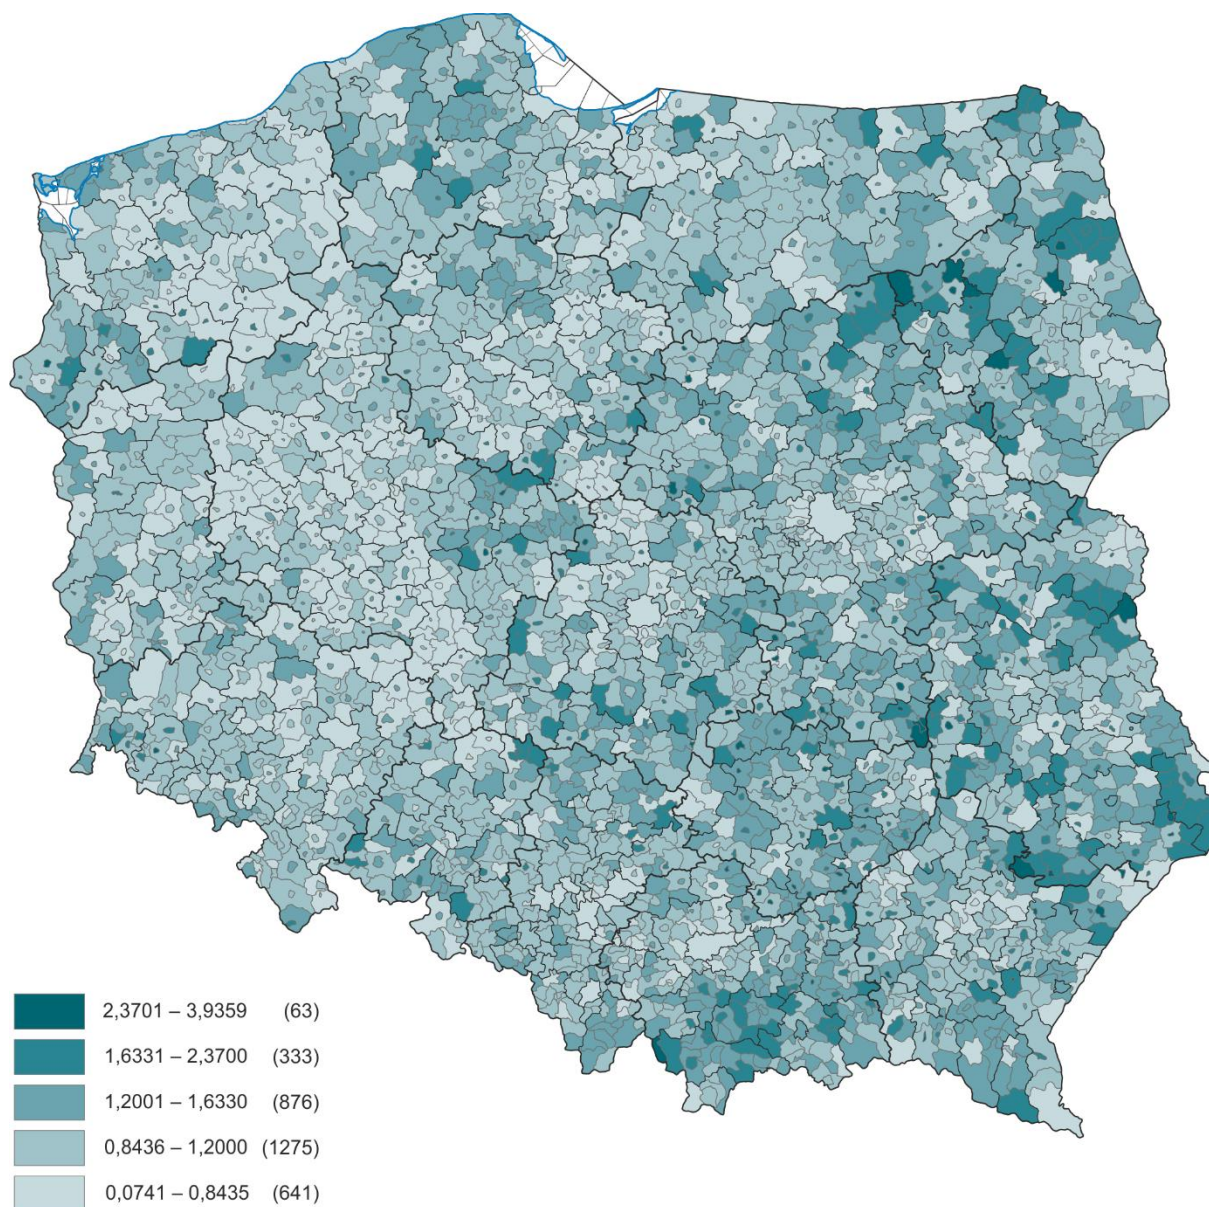 2,3701 – 3,9359 (63)
1,6331 – 2,3700 (333)
1,2001 – 1,6330 (876)
0,8436 – 1,2000 (1275)
0,0741 – 0,8435 (641)